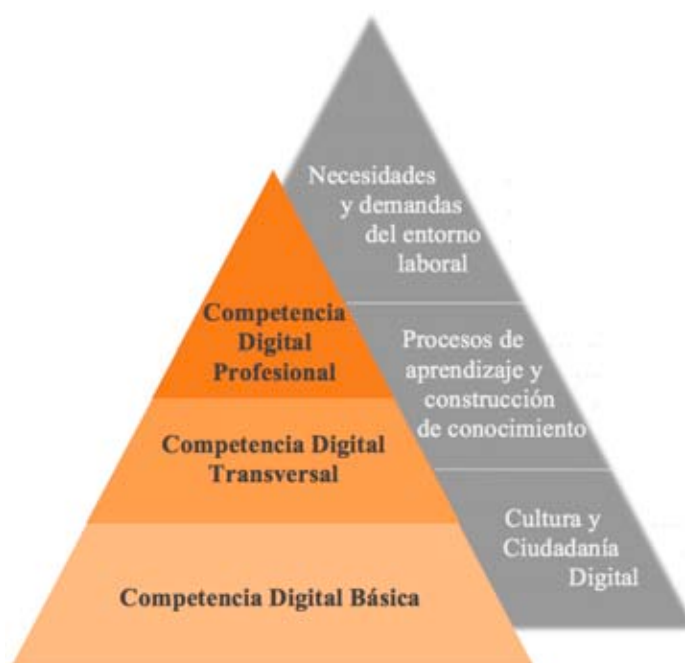 Necesidades
y demandas
del entorno
laboral
Competencia
Digital
Profesional
Procesos de
aprendizaje y
construcción
de conocimiento
Competencia Digital
Transversal
Cultura y
Ciudadanía
Digital
Competencia Digital Básica